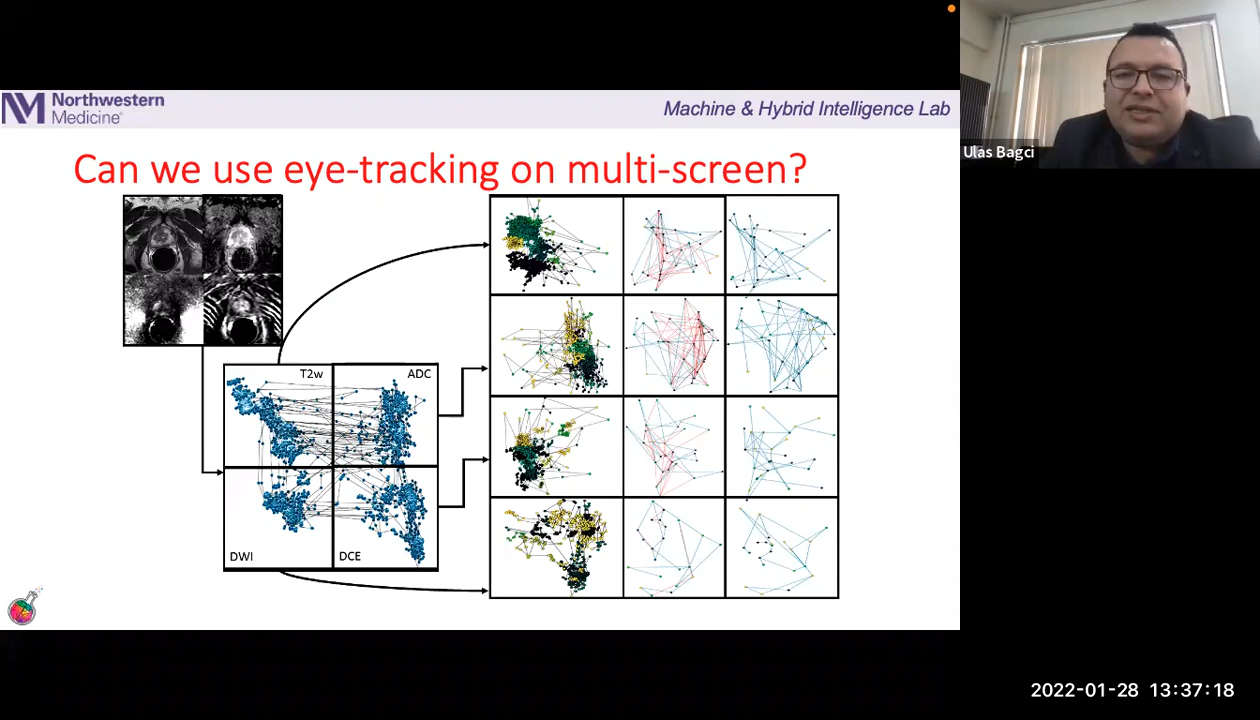 Northwestern
Medicine
Machine & Hybrid Intelligence Lab
Ulas Bagci
Can we use eye-tracking on multi-screen?
T2w
ADC
DWI
DCE
2022-01-28 13:37:18